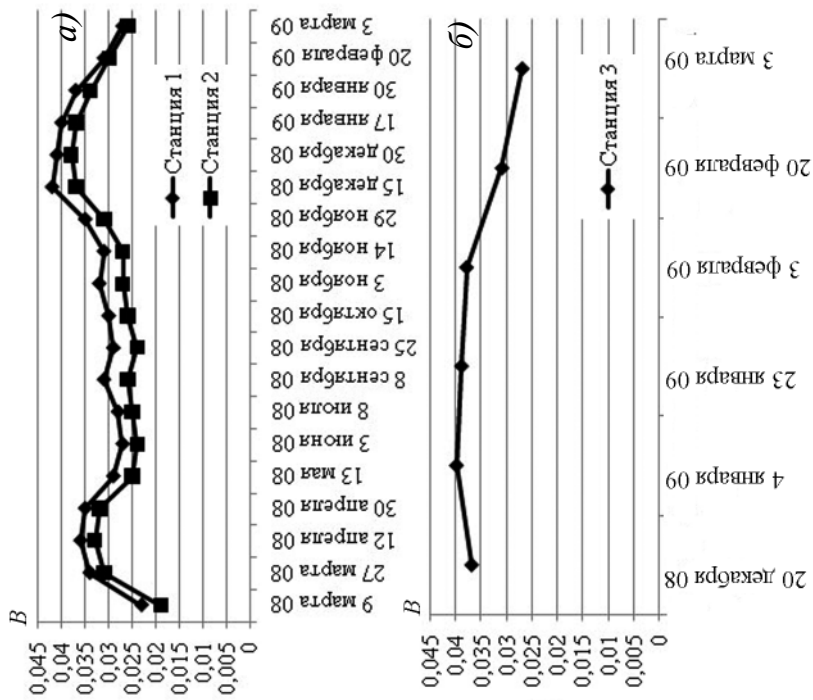 а)
В
0,045
0,04
0,035
0,03
0,025
0,02
0,015
0,01
0,005
0
9 марта 08
27 марта 08
12 апреля 08
30 апреля 08
13 мая 08
3 июня 08
8 июля 08
8 сентября 08
25 сентября 08
15 октября 08
3 ноября 08
14 ноября 08
29 ноября 08
15 декабря 08
30 декабря 08
17 января 09
30 января 09
20 февраля 09
3 марта 09
Станция 1
Станция 2
б)
В
0,045
0,04
0,035
0,03
0,025
0,02
0,015
0,01
0,005
0
20 декабря 08
4 января 09
23 января 09
3 февраля 09
20 февраля 09
3 марта 09
Станция 3